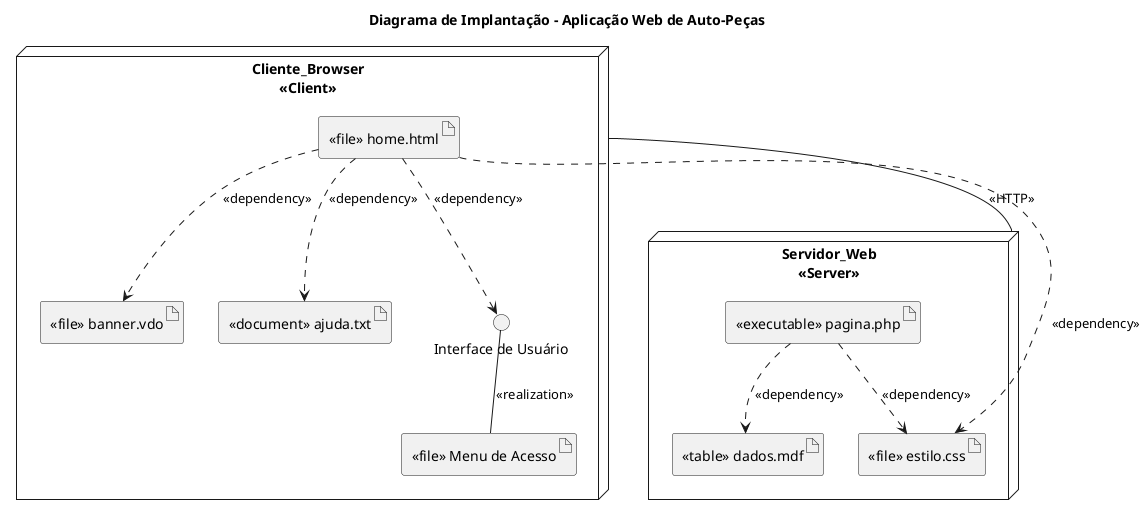 Diagrama de Implantação - Aplicação Web de Auto-Peças
Cliente_Browser
«Client»
«file» home.html
«dependency»
«dependency»
«dependency»
«HTTP»
«file» banner.vdo
«document» ajuda.txt
Interface de Usuário
«realization»
«file» Menu de Acesso
Servidor_Web
«Server»
«executable» pagina.php
«dependency»
«dependency»
«dependency»
«table» dados.mdf
«file» estilo.css